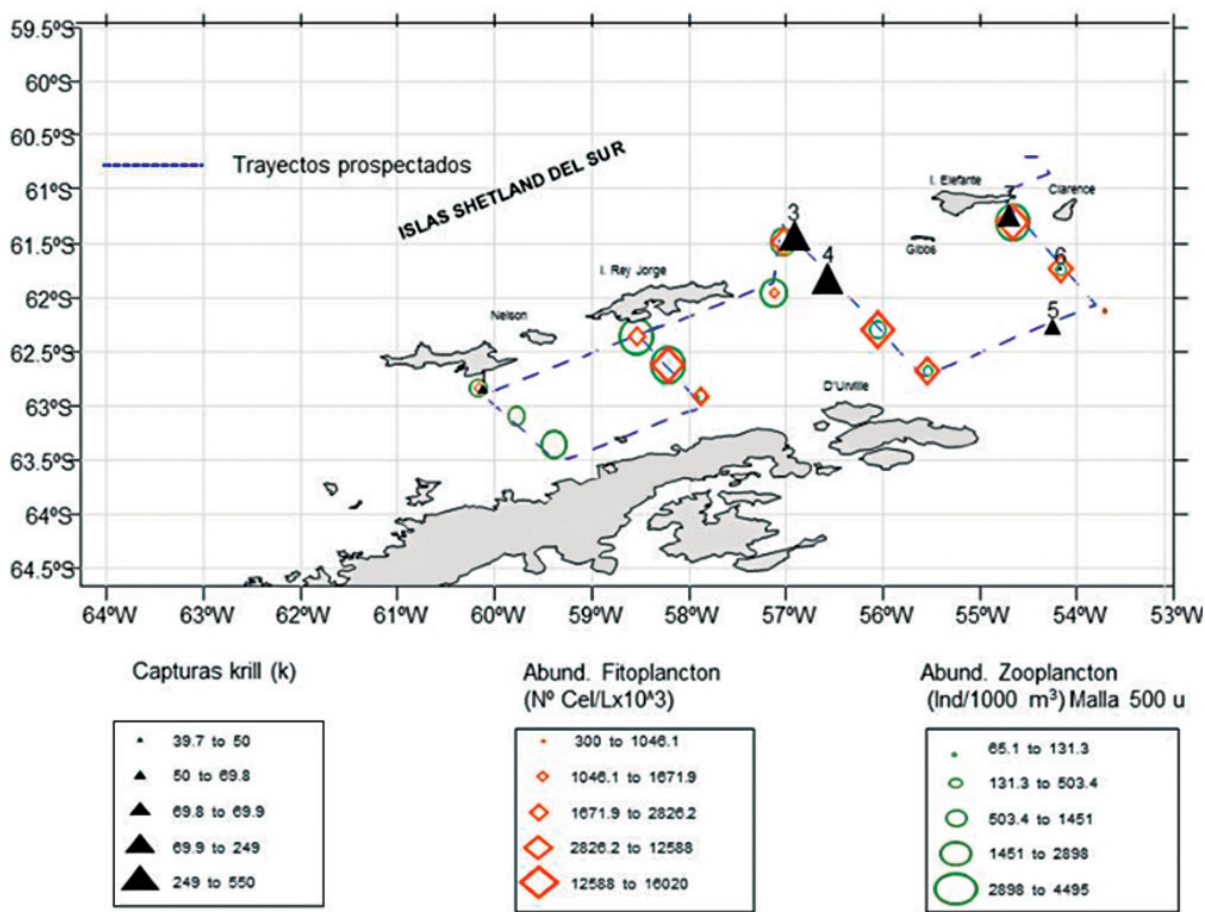 59.5ºS
60ºS
60.5ºS
61ºS
61.5ºS
62ºS
62.5ºS
63ºS
63.5ºS
64ºS
64.5ºS
Trayectos prospectados
ISLAS SHETLAND DEL SUR
I. Elefante
Clarence
Gibbs
I. Rey Jorge
Nelson
D'Urville
1
3
4
5
6
7
64ºW 63ºW 62ºW 61ºW 60ºW 59ºW 58ºW 57ºW 56ºW 55ºW 54ºW 53ºW
Capturas krill (k)
39.7 to 50
50 to 69.8
69.8 to 69.9
69.9 to 249
249 to 550
Abund. Fitoplancton
(Nº Cel/Lx10^3)
300 to 1046.1
1046.1 to 1671.9
1671.9 to 2826.2
2826.2 to 12588
12588 to 16020
Abund. Zooplancton
(Ind/1000 m³) Malla 500 u
65.1 to 131.3
131.3 to 503.4
503.4 to 1451
1451 to 2898
2898 to 4495